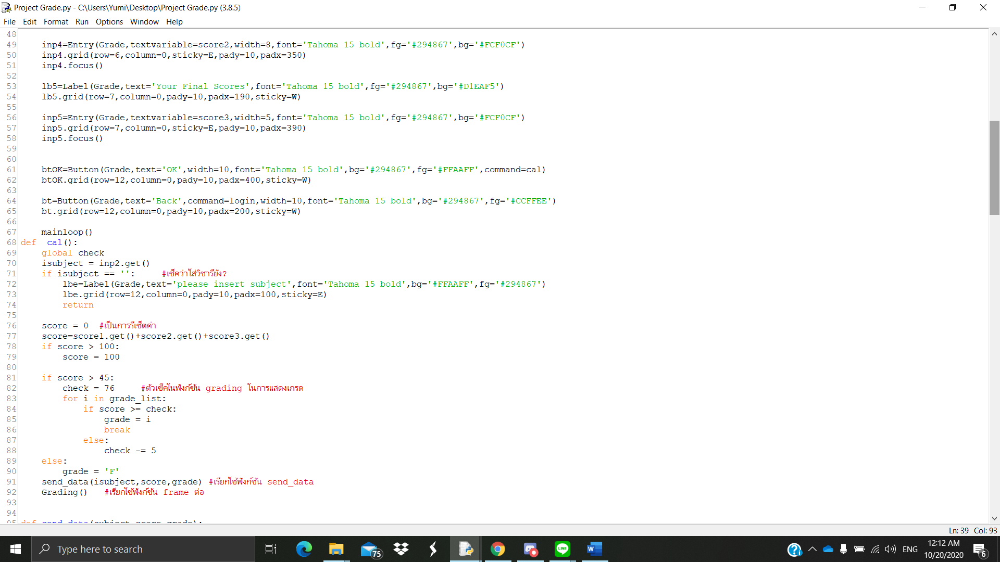 Project Grade.py - C:\Users\Yumi\Desktop\Project Grade.py (3.8.5)
File Edit Format Run Options Window Help
48
49     inp4=Entry(Grade,textvariable=score2,width=8,font='Tahoma 15 bold',fg='#294867',bg='#FCF0CF')
50     inp4.grid(row=6,column=0,sticky=E,pady=10,padx=350)
51     inp4.focus()
52
53     lb5=Label(Grade,text='Your Final Scores',font='Tahoma 15 bold',fg='#294867',bg='#D1EAF5')
54     lb5.grid(row=7,column=0,pady=10,padx=190,sticky=W)
55
56     inp5=Entry(Grade,textvariable=score3,width=5,font='Tahoma 15 bold',fg='#294867',bg='#FCF0CF')
57     inp5.grid(row=7,column=0,sticky=E,pady=10,padx=390)
58     inp5.focus()
59
60
61     btOK=Button(Grade,text='OK',width=10,font='Tahoma 15 bold',bg='#294867',fg='#FFAAFF',command=cal)
62     btOK.grid(row=12,column=0,pady=10,padx=400,sticky=W)
63
64     bt=Button(Grade,text='Back',command=login,width=10,font='Tahoma 15 bold',bg='#294867',fg='#CCFFEE')
65     bt.grid(row=12,column=0,pady=10,padx=200,sticky=W)
66
67     mainloop()
68 def  cal():
69     global check
70     isubject = inp2.get()
71     if isubject == '':     #เช็คว่าใส่วิชารึยัง?
72         lbe=Label(Grade,text='please insert subject',font='Tahoma 15 bold',bg='#FFAAFF',fg='#294867')
73         lbe.grid(row=12,column=0,pady=10,padx=100,sticky=E)
74         return
75
76     score = 0  #เป็นการรีเซ็ตค่า
77     score=score1.get()+score2.get()+score3.get()
78     if score > 100:
79         score = 100
80
81     if score > 45:
82         check = 76     #ตัวเช็คในฟังก์ชัน grading ในการแสดงเกรด
83         for i in grade_list:
84             if score >= check:
85                 grade = i
86                 break
87             else:
88                 check -= 5
89     else:
90         grade = 'F'
91     send_data(isubject,score,grade) #เรียกใช้ฟังก์ชัน send_data
92     Grading()   #เรียกใช้ฟังก์ชัน frame ต่อ
93
94
95 def send_data(subject,score,grade):
Ln: 39 Col: 93
Type here to search
75
LINE
W
ENG
12:12 AM
10/20/2020
6